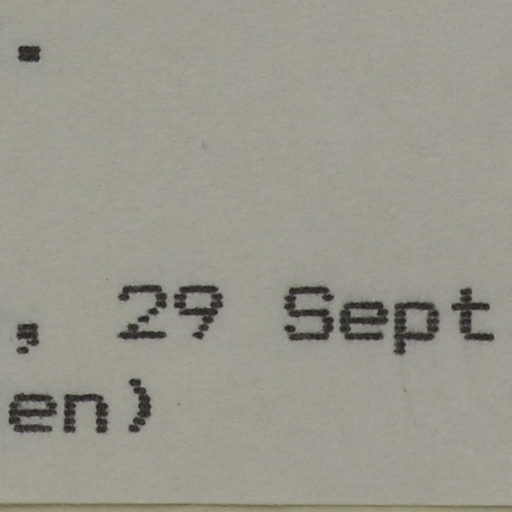 .
, 29 Sept
en)